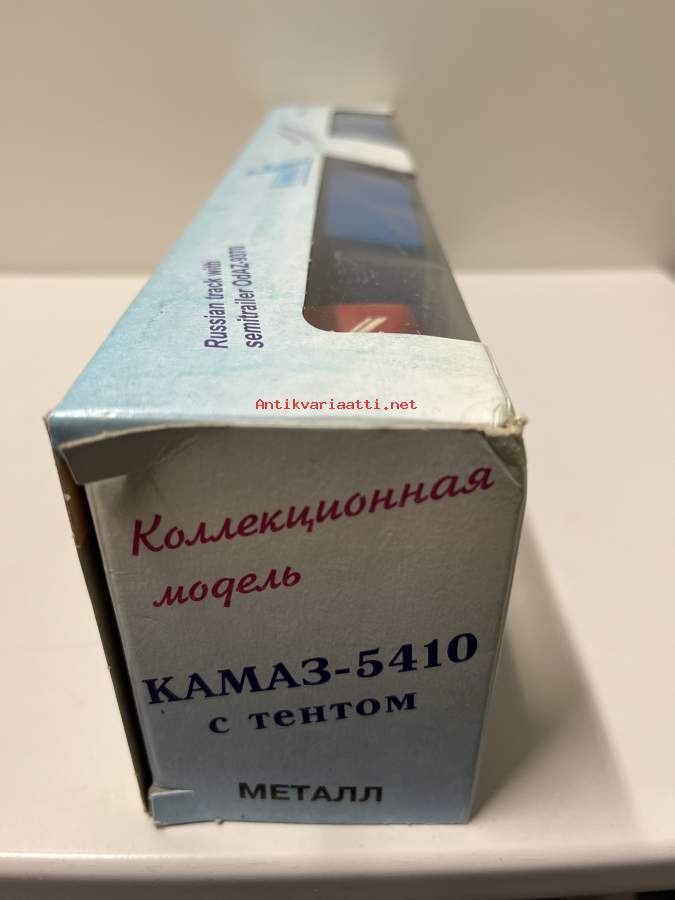 Russian track with
semitrailer OdAZ-9370
Antikvariaatti.net
Коллекционная
модель
КАМАЗ-5410
с тентом
МЕТАЛЛ